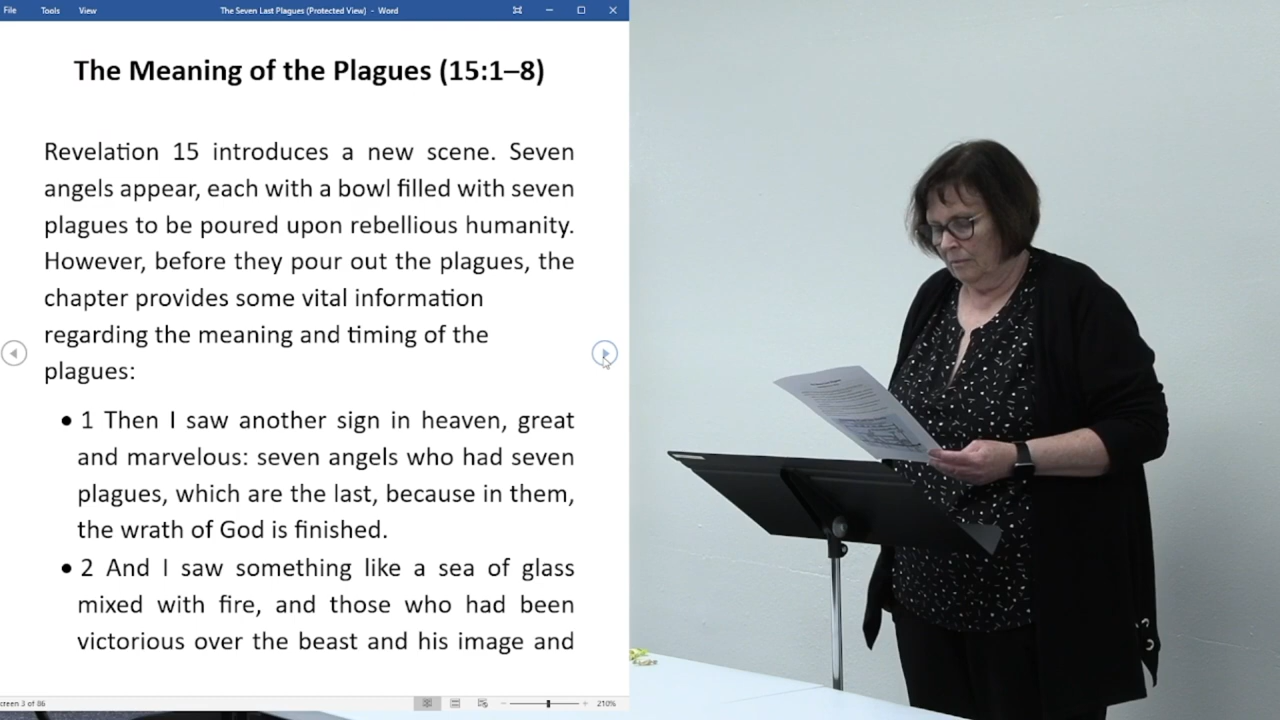 File Tools View The Seven Last Plagues (Protected View) - Word
The Meaning of the Plagues (15:1–8)
Revelation 15 introduces a new scene. Seven
angels appear, each with a bowl filled with seven
plagues to be poured upon rebellious humanity.
However, before they pour out the plagues, the
chapter provides some vital information
regarding the meaning and timing of the
plagues:
• 1 Then I saw another sign in heaven, great
and marvelous: seven angels who had seven
plagues, which are the last, because in them,
the wrath of God is finished.
• 2 And I saw something like a sea of glass
mixed with fire, and those who had been
victorious over the beast and his image and
creen 3 of 86 210%